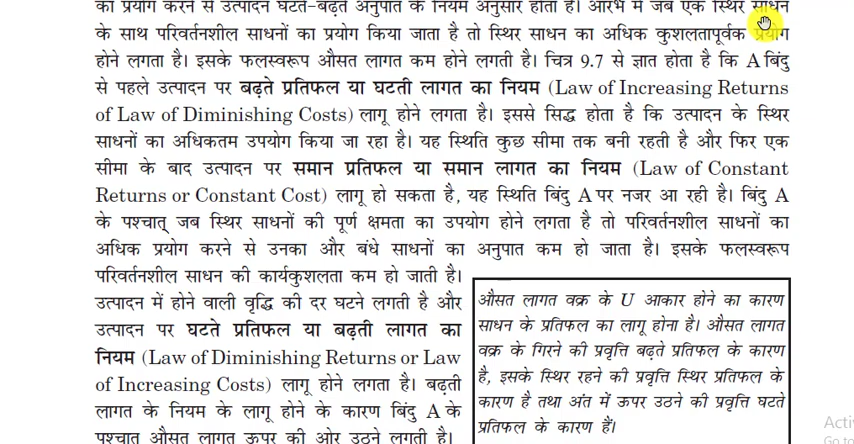 का प्रयोग करने से उत्पादन घटते-बढ़ते अनुपात के नियम अनुसार होता है। आरंभ में जब एक स्थिर साधन
के साथ परिवर्तनशील साधनों का प्रयोग किया जाता है तो स्थिर साधन का अधिक कुशलतापूर्वक प्रयोग
होने लगता है। इसके फलस्वरूप औसत लागत कम होने लगती है। चित्र 9.7 से ज्ञात होता है कि A बिंदु
से पहले उत्पादन पर बढ़ते प्रतिफल या घटती लागत का नियम (Law of Increasing Returns
of Law of Diminishing Costs) लागू होने लगता है। इससे सिद्ध होता है कि उत्पादन के स्थिर
साधनों का अधिकतम उपयोग किया जा रहा है। यह स्थिति कुछ सीमा तक बनी रहती है और फिर एक
सीमा के बाद उत्पादन पर समान प्रतिफल या समान लागत का नियम (Law of Constant
Returns or Constant Cost) लागू हो सकता है, यह स्थिति बिंदु A पर नजर आ रही है। बिंदु A
के पश्चात् जब स्थिर साधनों की पूर्ण क्षमता का उपयोग होने लगता है तो परिवर्तनशील साधनों का
अधिक प्रयोग करने से उनका और बंधे साधनों का अनुपात कम हो जाता है। इसके फलस्वरूप
परिवर्तनशील साधन की कार्यकुशलता कम हो जाती है।
उत्पादन में होने वाली वृद्धि की दर घटने लगती है और
उत्पादन पर घटते प्रतिफल या बढ़ती लागत का
नियम (Law of Diminishing Returns or Law
of Increasing Costs) लागू होने लगता है। बढ़ती
लागत के नियम के लागू होने के कारण बिंदु A के
पश्चात औसत लागत ऊपर की ओर उठने लगती है।
औसत लागत वक्र के U आकार होने का कारण
साधन के प्रतिफल का लागू होना है। औसत लागत
वक्र के गिरने की प्रवृत्ति बढ़ते प्रतिफल के कारण
है, इसके स्थिर रहने की प्रवृत्ति स्थिर प्रतिफल के
कारण है तथा अंत में ऊपर उठने की प्रवृत्ति घटते
प्रतिफल के कारण हैं।